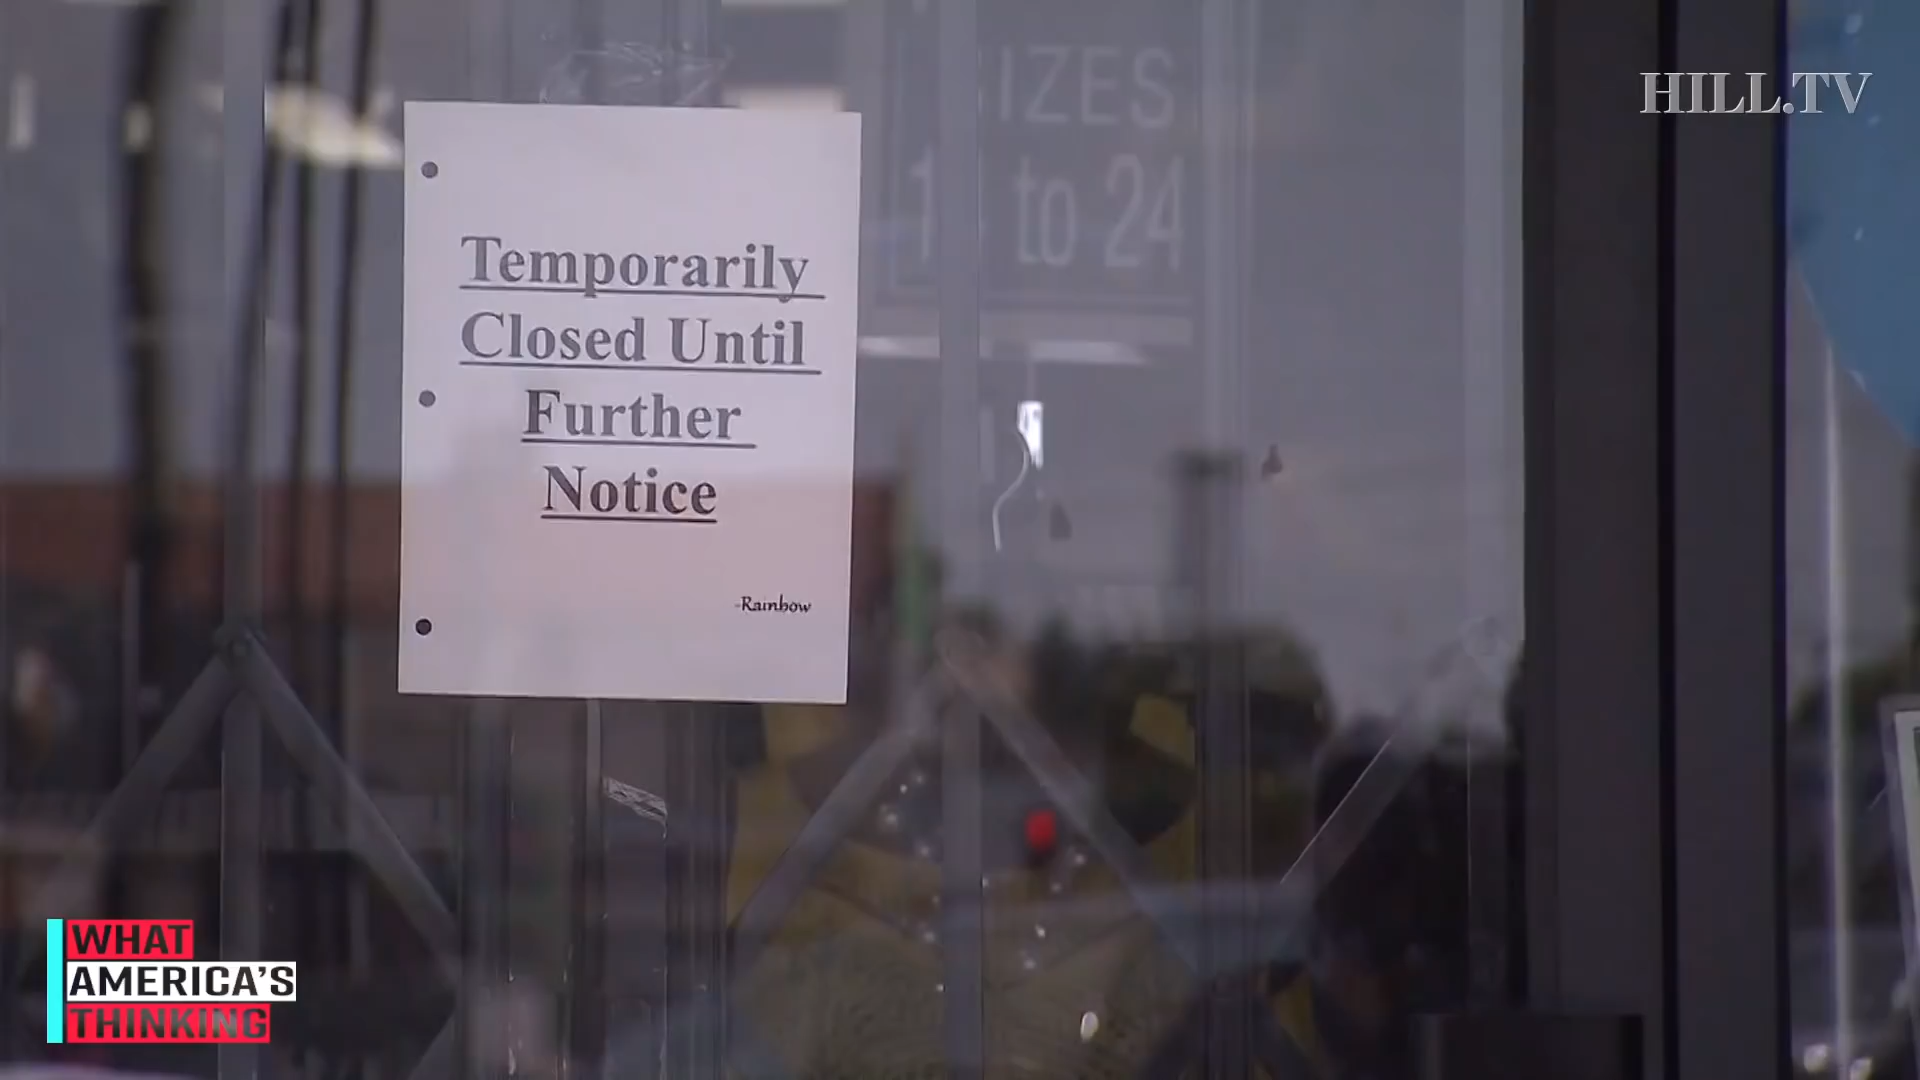 HILL.TV
IZES
to 24
Temporarily
Closed Until
Further
Notice
-Rainbow
WHAT
AMERICA'S
THINKING